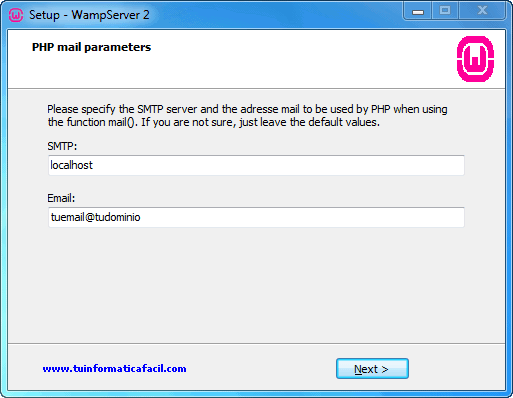 Setup - WampServer 2
PHP mail parameters
Please specify the SMTP server and the adresse mail to be used by PHP when using
the function mail(). If you are not sure, just leave the default values.
SMTP:
localhost
Email:
tuemail@tudominio
www.tuinformaticafacil.com
Next >